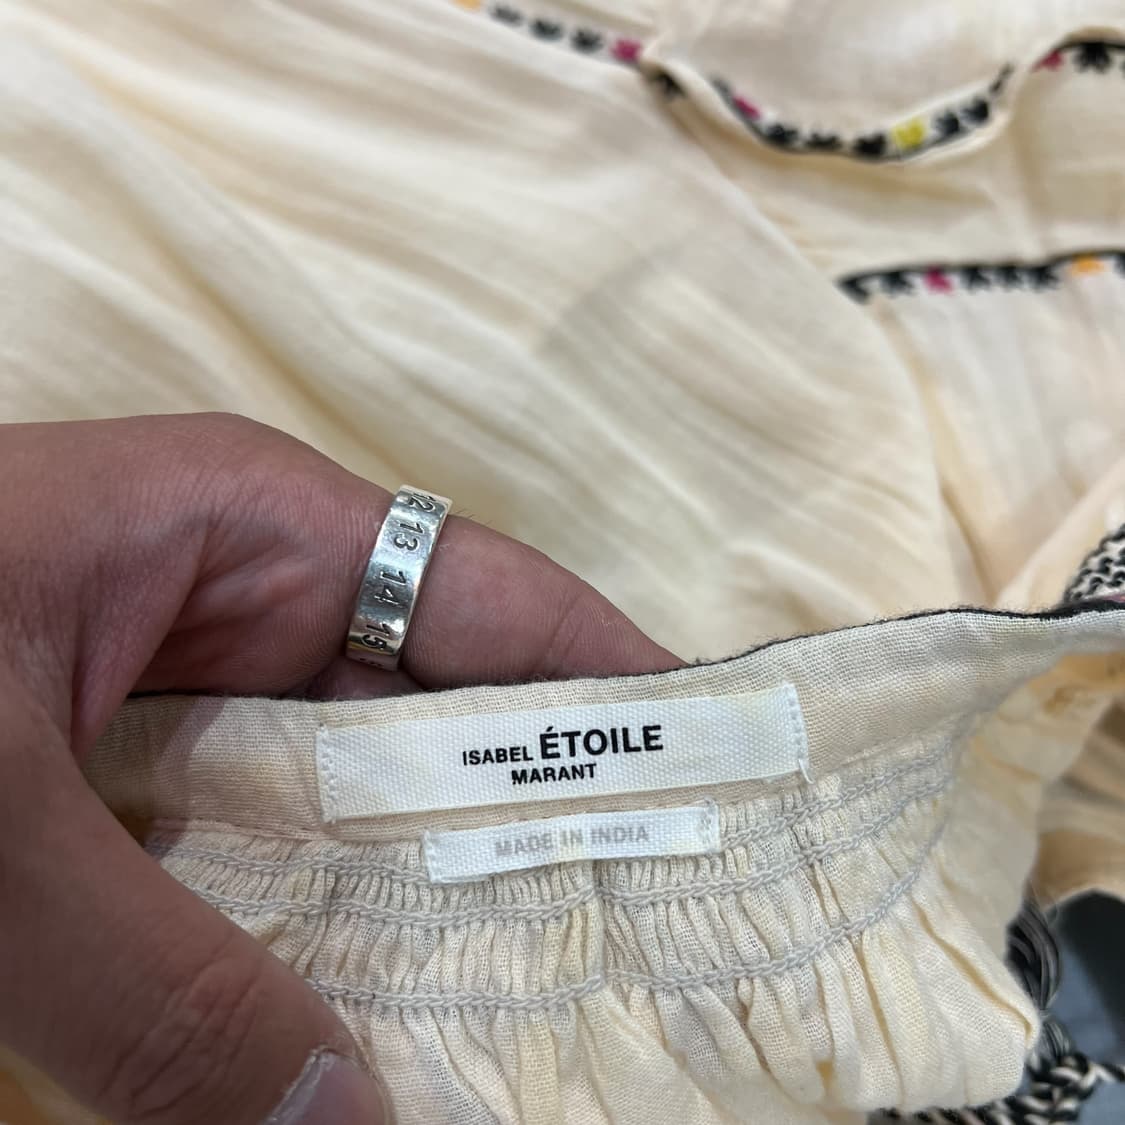 12 13 14 15
ISABEL ÉTOILE
MARANT
MADE IN INDIA